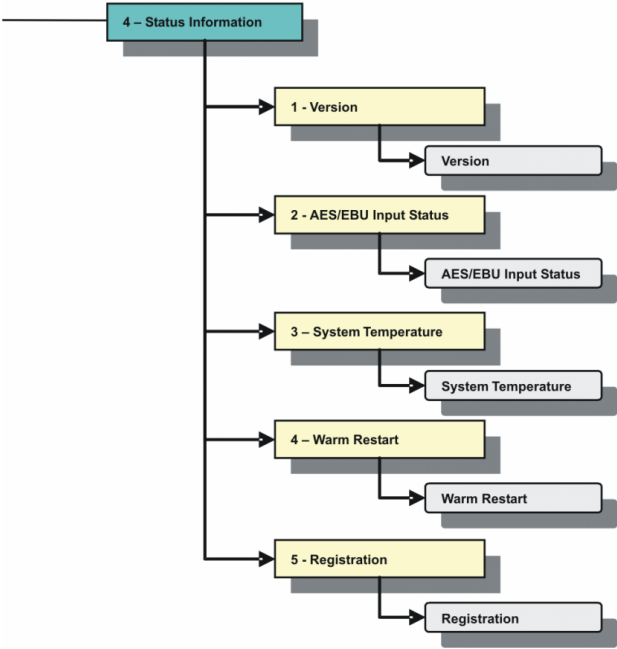 4 – Status Information
1 - Version
Version
2 - AES/EBU Input Status
AES/EBU Input Status
3 – System Temperature
System Temperature
4 – Warm Restart
Warm Restart
5 - Registration
Registration